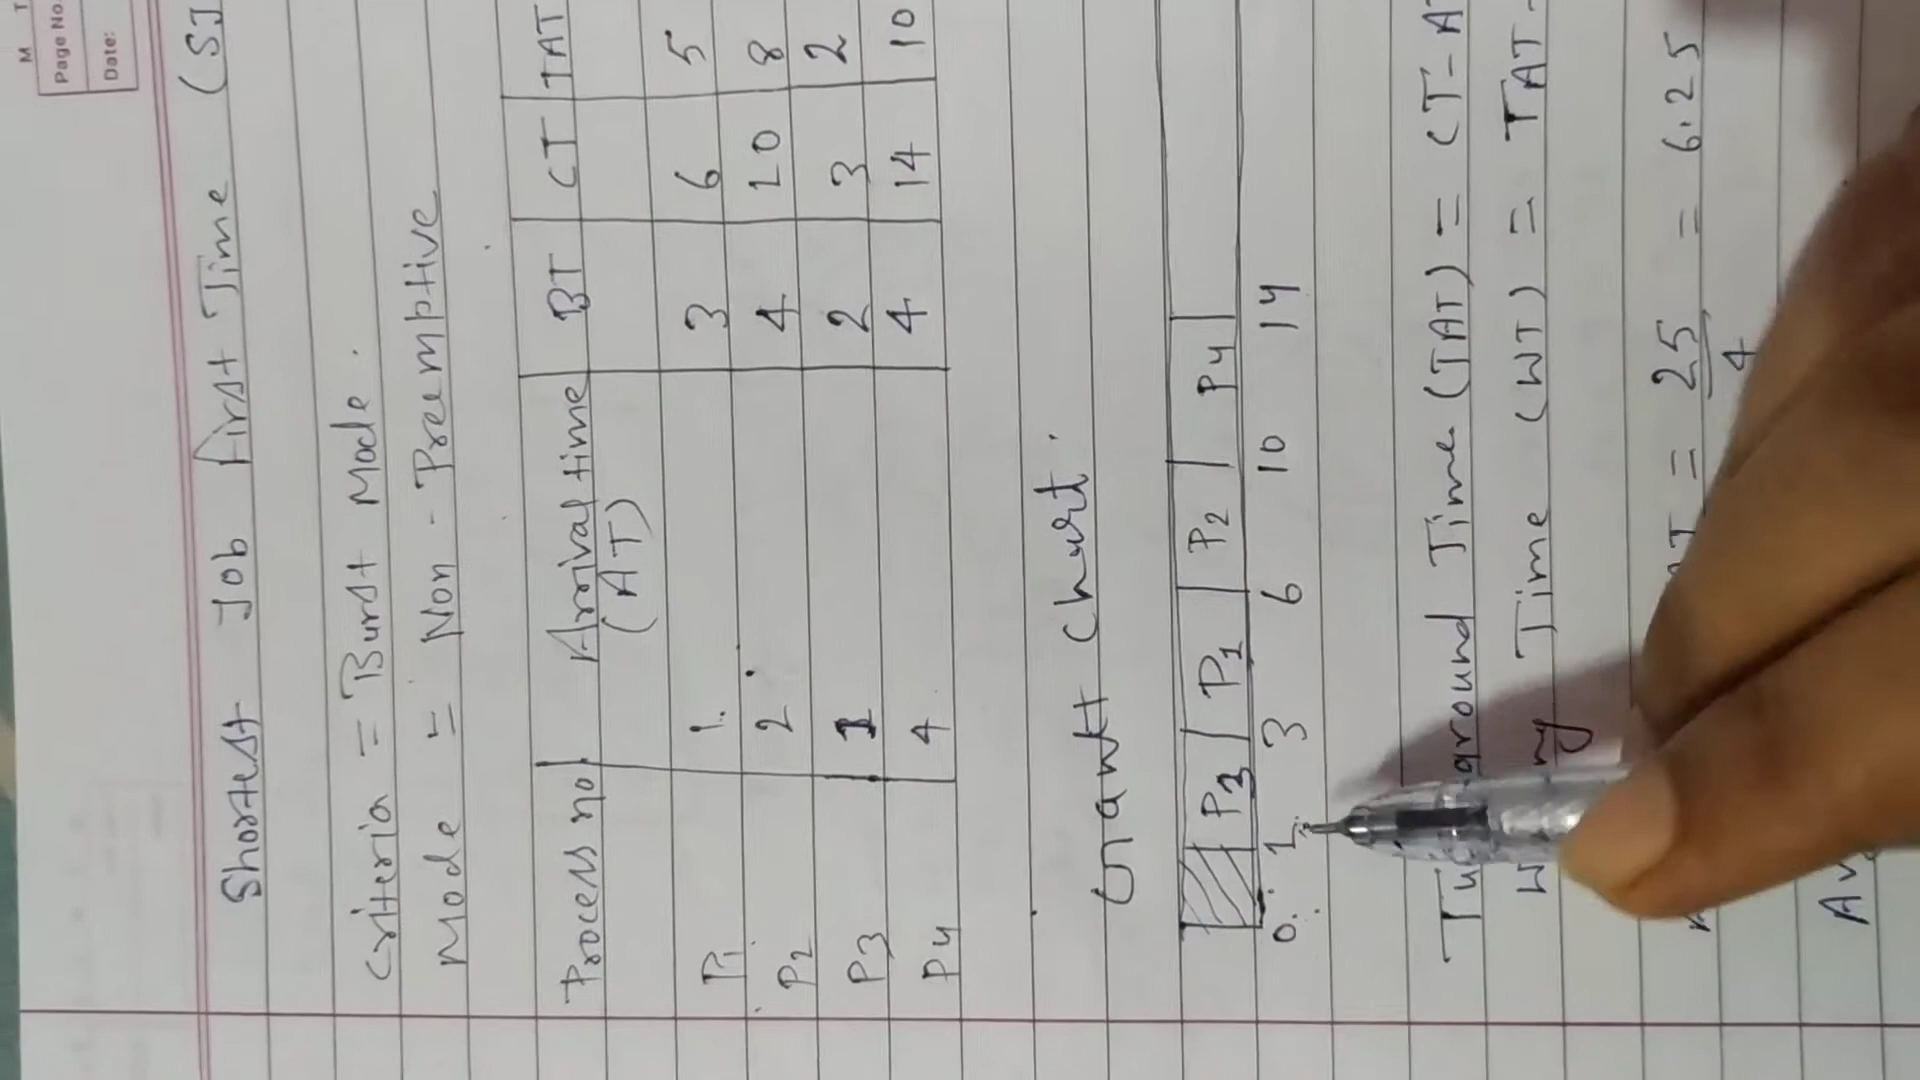 M T
Page No.
Date:
Shortest Job First Time (SJ
Criteria = Burst Mode.
Mode = Non-Preemptive
Process no Arrival time (AT) BT CT TAT
P1 1 3 6 5
P2 2 4 10 8
P3 1 2 3 2
P4 4 4 14 10
Gantt Chart.
P3 P1 P2 P4
0 1 3 6 10 14
ground Time (TAT) = CT - AT
Time (WT) = TAT -
= 25/4 = 6.25
Av